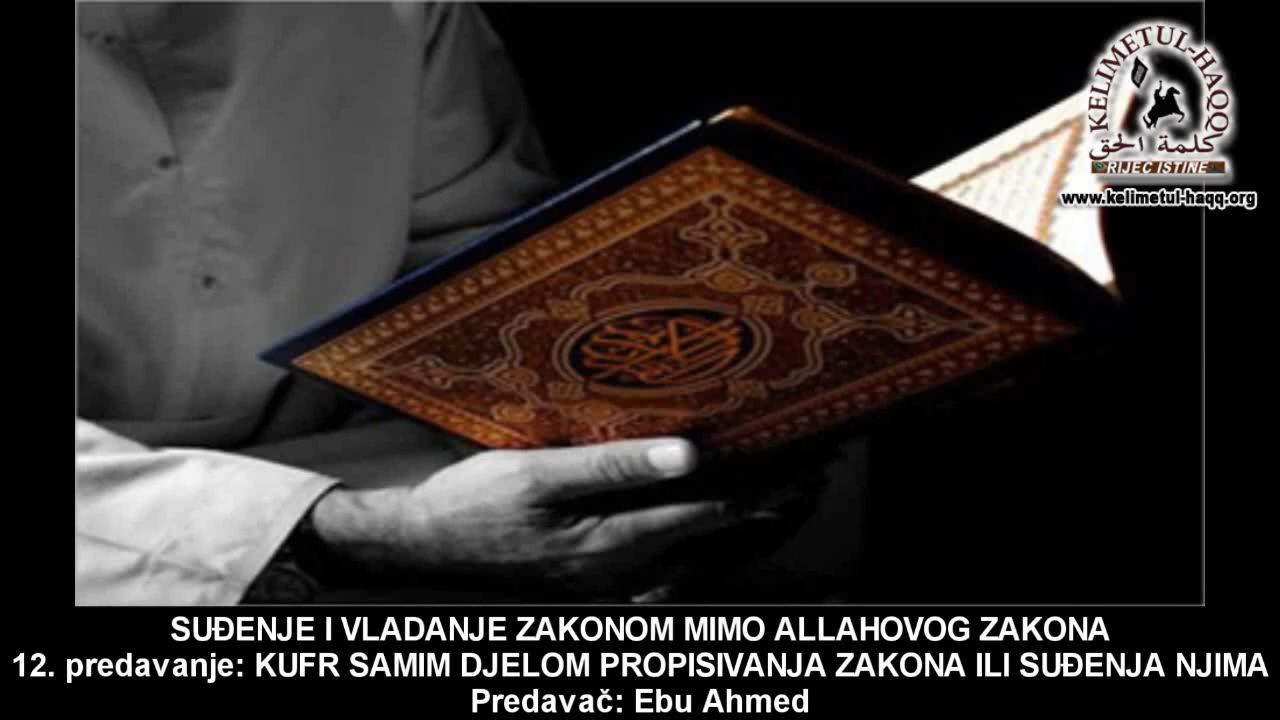 KELIMETUL-HAQQ
كلمة الحق
RIJEC ISTINE
www.kelimetul-haqq.org
SUĐENJE I VLADANJE ZAKONOM MIMO ALLAHOVOG ZAKONA
12. predavanje: KUFR SAMIM DJELOM PROPISIVANJA ZAKONA ILI SUĐENJA NJIMA
Predavač: Ebu Ahmed